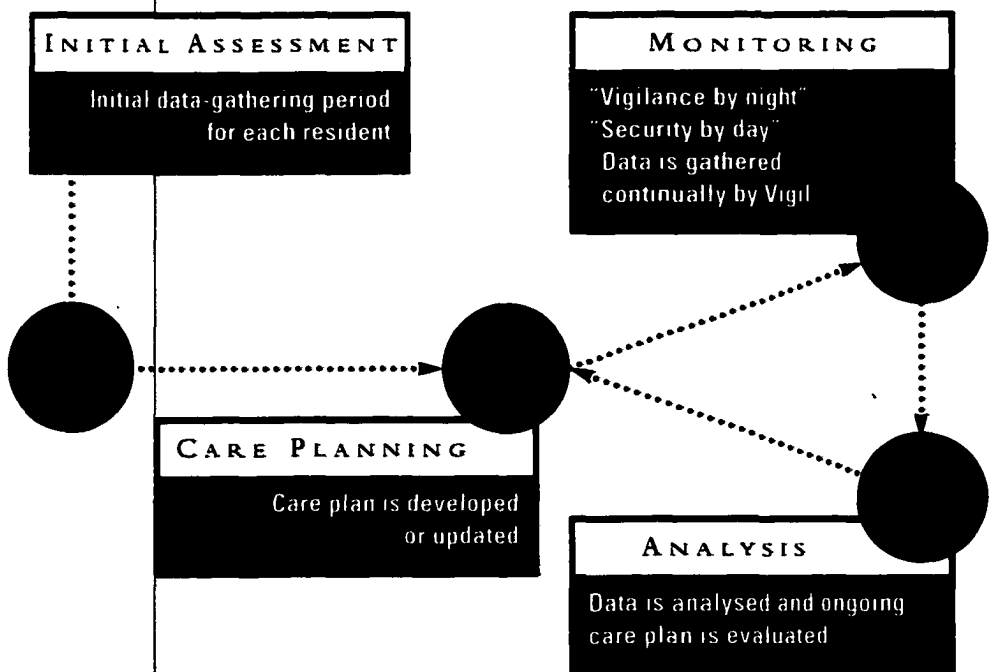 INITIAL ASSESSMENT
Initial data-gathering period
for each resident
MONITORING
"Vigilance by night"
"Security by day"
Data is gathered
continually by Vigil
CARE PLANNING
Care plan is developed
or updated
ANALYSIS
Data is analysed and ongoing
care plan is evaluated